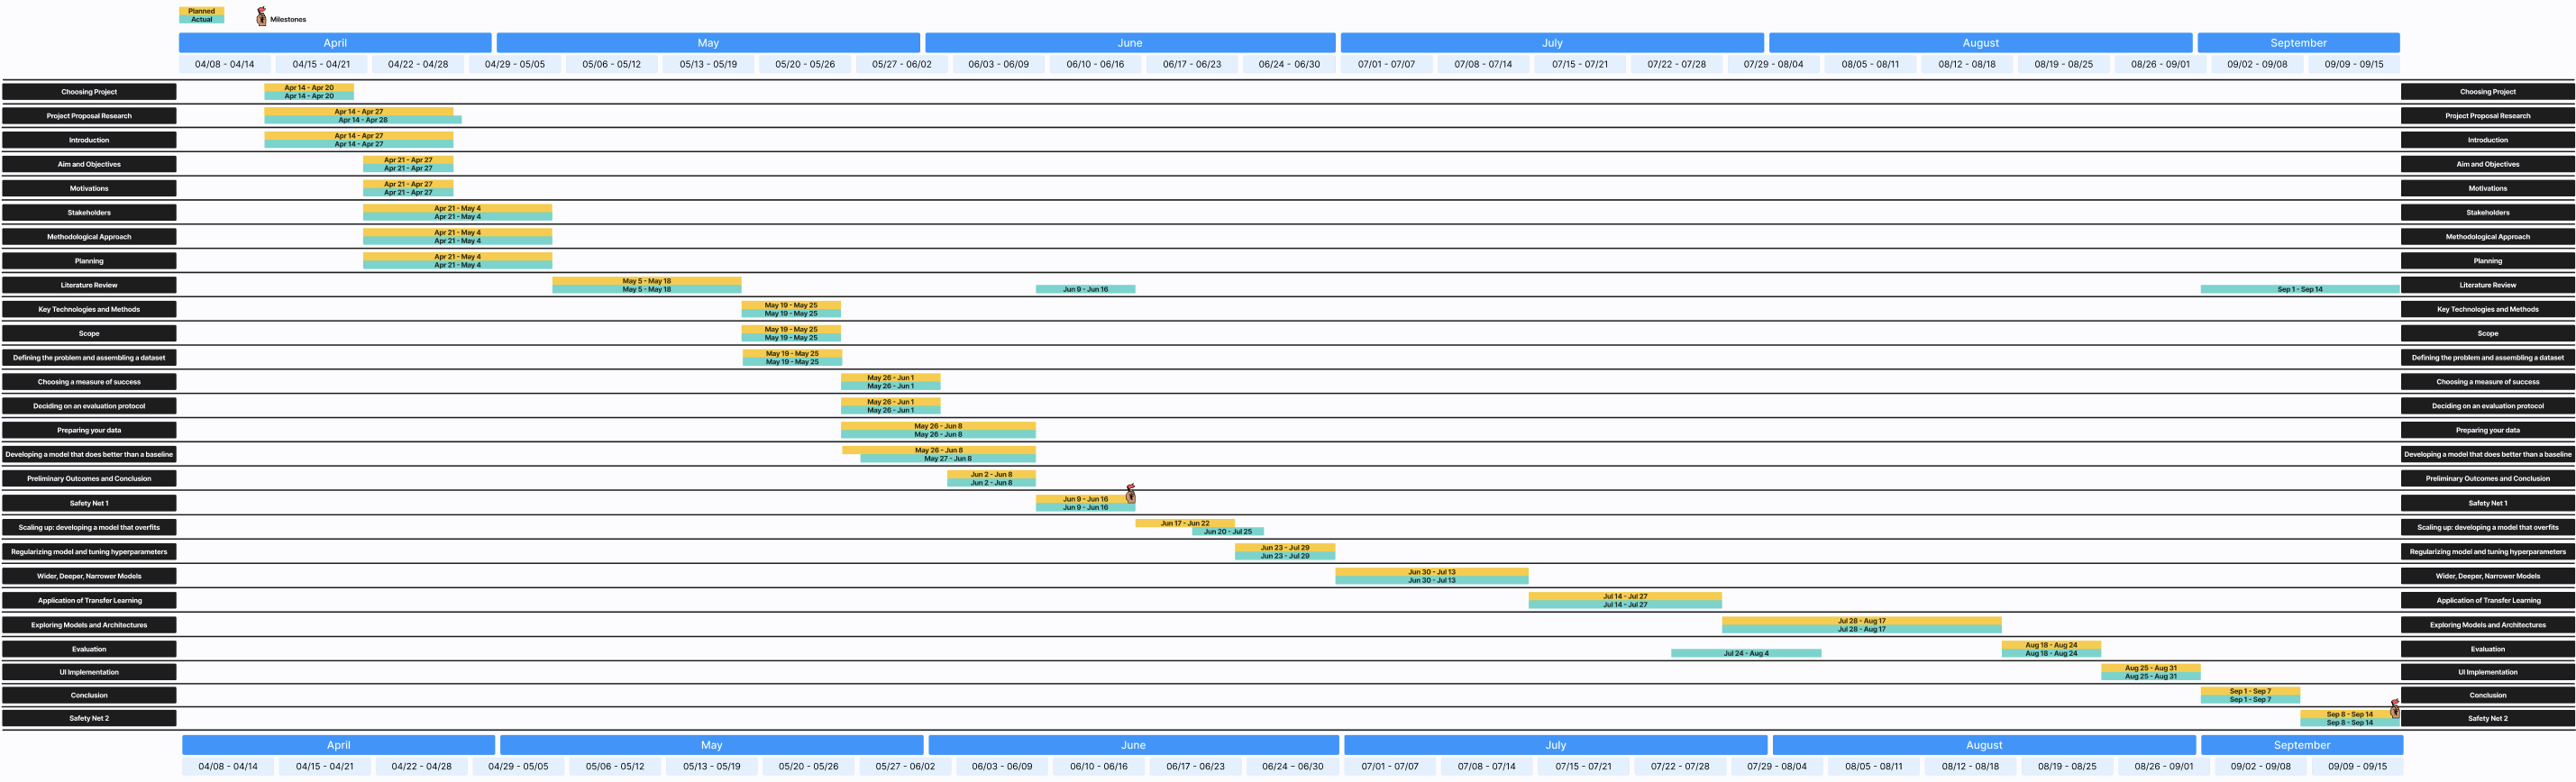 Planned
Actual
Milestones
April May June July August September
04/08 - 04/14 04/15 - 04/21 04/22 - 04/28 04/29 - 05/05 05/06 - 05/12 05/13 - 05/19 05/20 - 05/26 05/27 - 06/02 06/03 - 06/09 06/10 - 06/16 06/17 - 06/23 06/24 - 06/30 07/01 - 07/07 07/08 - 07/14 07/15 - 07/21 07/22 - 07/28 07/29 - 08/04 08/05 - 08/11 08/12 - 08/18 08/19 - 08/25 08/26 - 09/01 09/02 - 09/08 09/09 - 09/15
Apr 14 - Apr 20
Choosing Project Choosing Project
Apr 14 - Apr 20
Apr 14 - Apr 27
Project Proposal Research Project Proposal Research
Apr 14 - Apr 28
Apr 14 - Apr 27
Introduction Introduction
Apr 14 - Apr 27
Apr 21 - Apr 27
Aim and Objectives Aim and Objectives
Apr 21 - Apr 27
Apr 21 - Apr 27
Motivations Motivations
Apr 21 - Apr 27
Apr 21 - May 4
Stakeholders Stakeholders
Apr 21 - May 4
Apr 21 - May 4
Methodological Approach Methodological Approach
Apr 21 - May 4
Apr 21 - May 4
Planning Planning
Apr 21 - May 4
May 5 - May 18
Literature Review Literature Review
May 5 - May 18 Jun 9 - Jun 16 Sep 1 - Sep 14
May 19 - May 25
Key Technologies and Methods Key Technologies and Methods
May 19 - May 25
May 19 - May 25
Scope Scope
May 19 - May 25
May 19 - May 25
Defining the problem and assembling a dataset Defining the problem and assembling a dataset
May 19 - May 25
May 26 - Jun 1
Choosing a measure of success Choosing a measure of success
May 26 - Jun 1
May 26 - Jun 1
Deciding on an evaluation protocol Deciding on an evaluation protocol
May 26 - Jun 1
May 26 - Jun 8
Preparing your data Preparing your data
May 26 - Jun 8
May 26 - Jun 8
Developing a model that does better than a baseline Developing a model that does better than a baseline
May 27 - Jun 8
Jun 2 - Jun 8
Preliminary Outcomes and Conclusion Preliminary Outcomes and Conclusion
Jun 2 - Jun 8
Jun 9 - Jun 16
Safety Net 1 Safety Net 1
Jun 9 - Jun 16
Jun 17 - Jun 22
Scaling up: developing a model that overfits Scaling up: developing a model that overfits
Jun 20 - Jul 25
Jun 23 - Jul 29
Regularizing model and tuning hyperparameters Regularizing model and tuning hyperparameters
Jun 23 - Jul 29
Jun 30 - Jul 13
Wider, Deeper, Narrower Models Wider, Deeper, Narrower Models
Jun 30 - Jul 13
Jul 14 - Jul 27
Application of Transfer Learning Application of Transfer Learning
Jul 14 - Jul 27
Jul 28 - Aug 17
Exploring Models and Architectures Exploring Models and Architectures
Jul 28 - Aug 17
Aug 18 - Aug 24
Evaluation Evaluation
Jul 24 - Aug 4 Aug 18 - Aug 24
Aug 25 - Aug 31
UI Implementation UI Implementation
Aug 25 - Aug 31
Sep 1 - Sep 7
Conclusion Conclusion
Sep 1 - Sep 7
Sep 8 - Sep 14
Safety Net 2 Safety Net 2
Sep 8 - Sep 14
April May June July August September
04/08 - 04/14 04/15 - 04/21 04/22 - 04/28 04/29 - 05/05 05/06 - 05/12 05/13 - 05/19 05/20 - 05/26 05/27 - 06/02 06/03 - 06/09 06/10 - 06/16 06/17 - 06/23 06/24 - 06/30 07/01 - 07/07 07/08 - 07/14 07/15 - 07/21 07/22 - 07/28 07/29 - 08/04 08/05 - 08/11 08/12 - 08/18 08/19 - 08/25 08/26 - 09/01 09/02 - 09/08 09/09 - 09/15